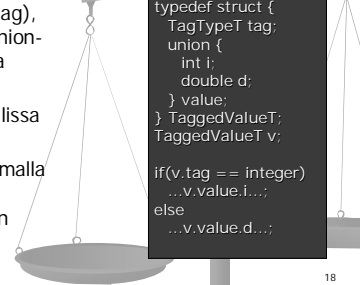 ag),
nion-
a
lissa
malla
n
typedef struct {
TagTypeT tag;
union {
int i;
double d;
} value;
} TaggedValueT;
TaggedValueT v;
if(v.tag == integer)
...v.value.i...;
else
...v.value.d...;
18